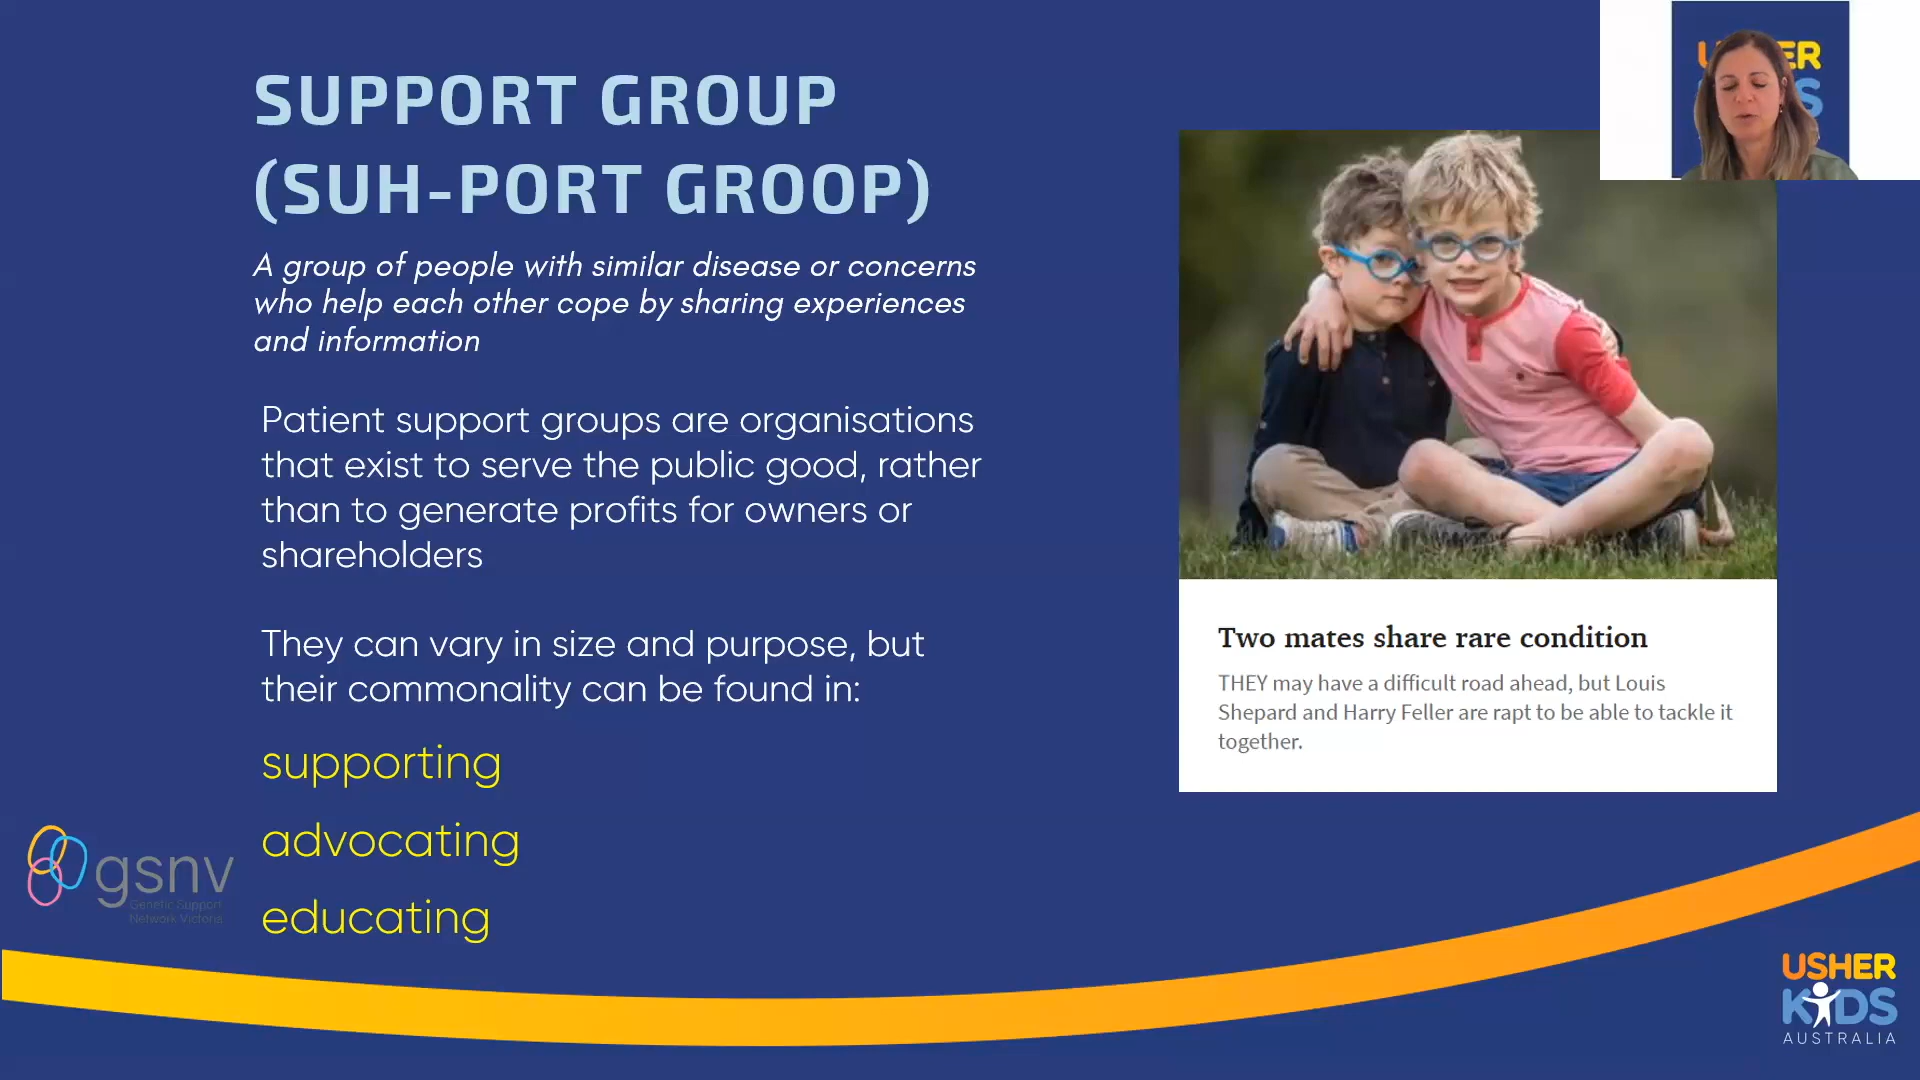 SUPPORT GROUP
(SUH-PORT GROOP)
A group of people with similar disease or concerns
who help each other cope by sharing experiences
and information
Patient support groups are organisations
that exist to serve the public good, rather
than to generate profits for owners or
shareholders
They can vary in size and purpose, but
their commonality can be found in:
supporting
advocating
educating
gsnv
Genetic Support
Network Victoria
Two mates share rare condition
THEY may have a difficult road ahead, but Louis
Shepard and Harry Feller are rapt to be able to tackle it
together.
USHER
KIDS
AUSTRALIA